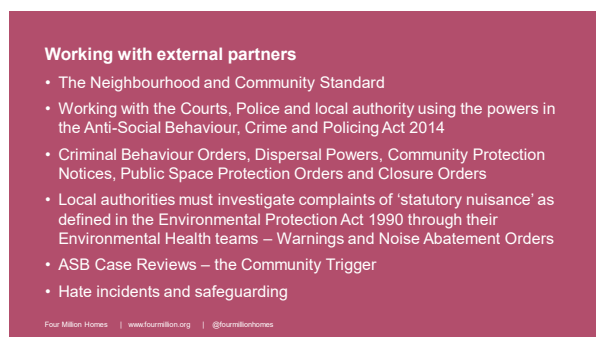 Working with external partners
• The Neighbourhood and Community Standard
• Working with the Courts, Police and local authority using the powers in
the Anti-Social Behaviour, Crime and Policing Act 2014
• Criminal Behaviour Orders, Dispersal Powers, Community Protection
Notices, Public Space Protection Orders and Closure Orders
• Local authorities must investigate complaints of ‘statutory nuisance’ as
defined in the Environmental Protection Act 1990 through their
Environmental Health teams – Warnings and Noise Abatement Orders
• ASB Case Reviews – the Community Trigger
• Hate incidents and safeguarding
Four Million Homes | www.fourmillion.org | @fourmillionhomes